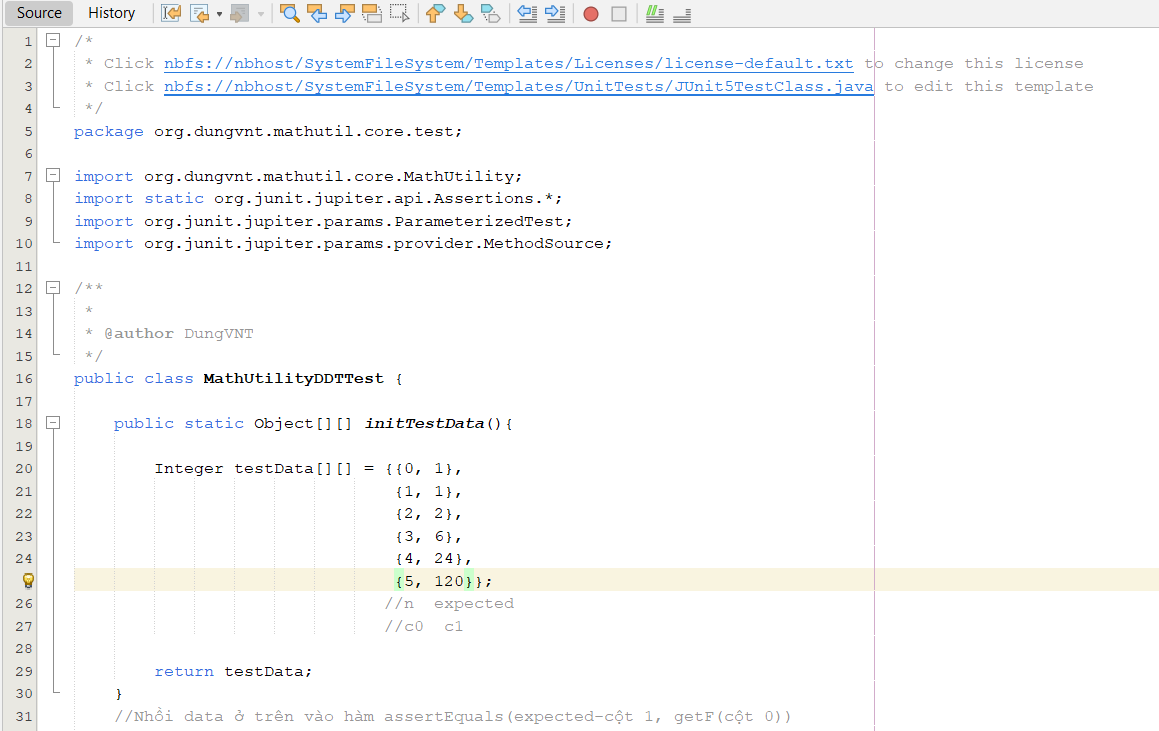 Source History
1 /*
2 * Click nbfs://nbhost/SystemFileSystem/Templates/Licenses/license-default.txt to change this license
3 * Click nbfs://nbhost/SystemFileSystem/Templates/UnitTests/JUnit5TestClass.java to edit this template
4 */
5 package org.dungvnt.mathutil.core.test;
6
7 import org.dungvnt.mathutil.core.MathUtility;
8 import static org.junit.jupiter.api.Assertions.*;
9 import org.junit.jupiter.params.ParameterizedTest;
10 import org.junit.jupiter.params.provider.MethodSource;
11
12 /**
13 *
14 * @author DungVNT
15 */
16 public class MathUtilityDDTTest {
17
18 public static Object[][] initTestData(){
19
20 Integer testData[][] = {{0, 1},
21 {1, 1},
22 {2, 2},
23 {3, 6},
24 {4, 24},
{5, 120}};
26 //n expected
27 //c0 c1
28
29 return testData;
30 }
31 //Nhồi data ở trên vào hàm assertEquals(expected-cột 1, getF(cột 0))